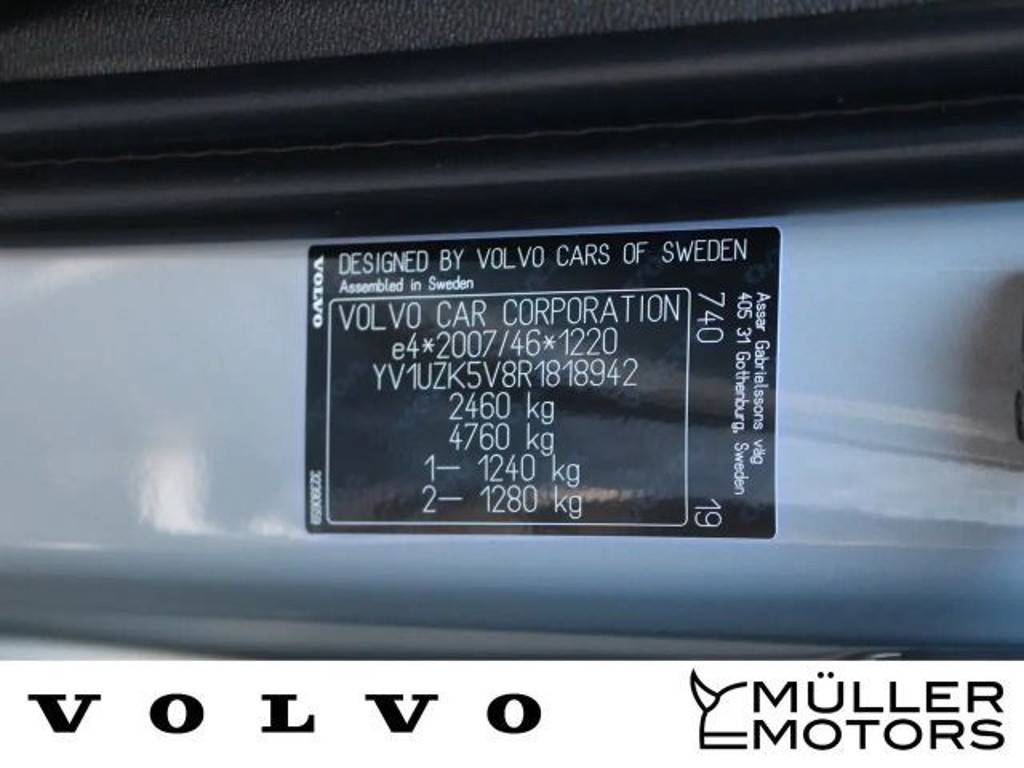 DESIGNED BY VOLVO CARS OF SWEDEN
Assembled in Sweden
VOLVO
VOLVO CAR CORPORATION
e4*2007/46*1220
YV1UZK5V8R1818942
2460 kg
4760 kg
1– 1240 kg
2– 1280 kg
740
19
Assar Gabrielssons väg
405 31 Gothenburg, Sweden
VOLVO
MÜLLER
MOTORS